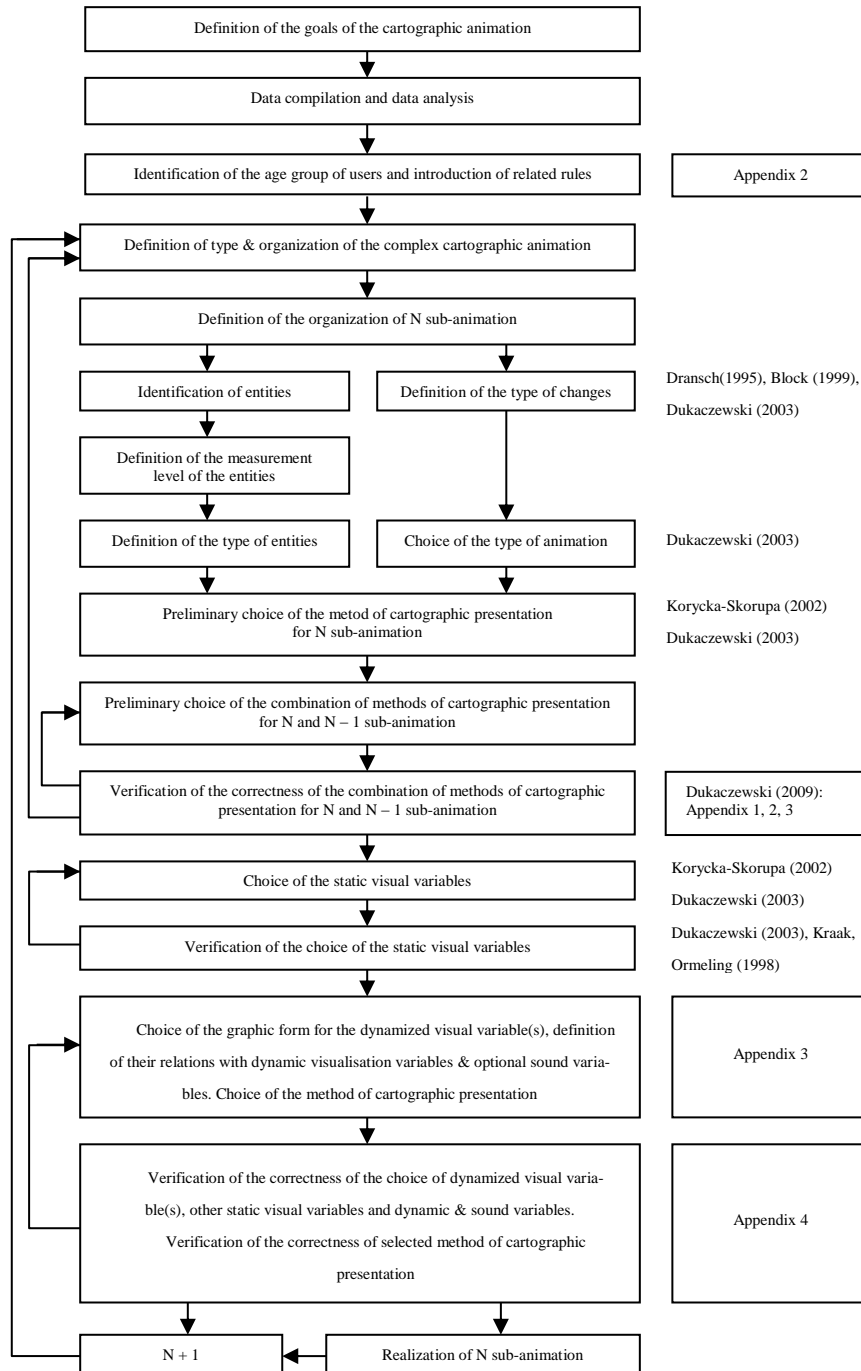 Definition of the goals of the cartographic animation
Data compilation and data analysis
Identification of the age group of users and introduction of related rules
Appendix 2
Definition of type & organization of the complex cartographic animation
Definition of the organization of N sub-animation
Identification of entities
Definition of the type of changes
Dransch(1995), Block (1999),
Dukaczewski (2003)
Definition of the measurement
level of the entities
Definition of the type of entities
Choice of the type of animation
Dukaczewski (2003)
Preliminary choice of the metod of cartographic presentation
for N sub-animation
Korycka-Skorupa (2002)
Dukaczewski (2003)
Preliminary choice of the combination of methods of cartographic presentation
for N and N – 1 sub-animation
Verification of the correctness of the combination of methods of cartographic
presentation for N and N – 1 sub-animation
Dukaczewski (2009):
Appendix 1, 2, 3
Choice of the static visual variables
Korycka-Skorupa (2002)
Dukaczewski (2003)
Verification of the choice of the static visual variables
Dukaczewski (2003), Kraak,
Ormeling (1998)
Choice of the graphic form for the dynamized visual variable(s), definition
of their relations with dynamic visualisation variables & optional sound varia-
bles. Choice of the method of cartographic presentation
Appendix 3
Verification of the correctness of the choice of dynamized visual varia-
ble(s), other static visual variables and dynamic & sound variables.
Verification of the correctness of selected method of cartographic
presentation
Appendix 4
N + 1
Realization of N sub-animation